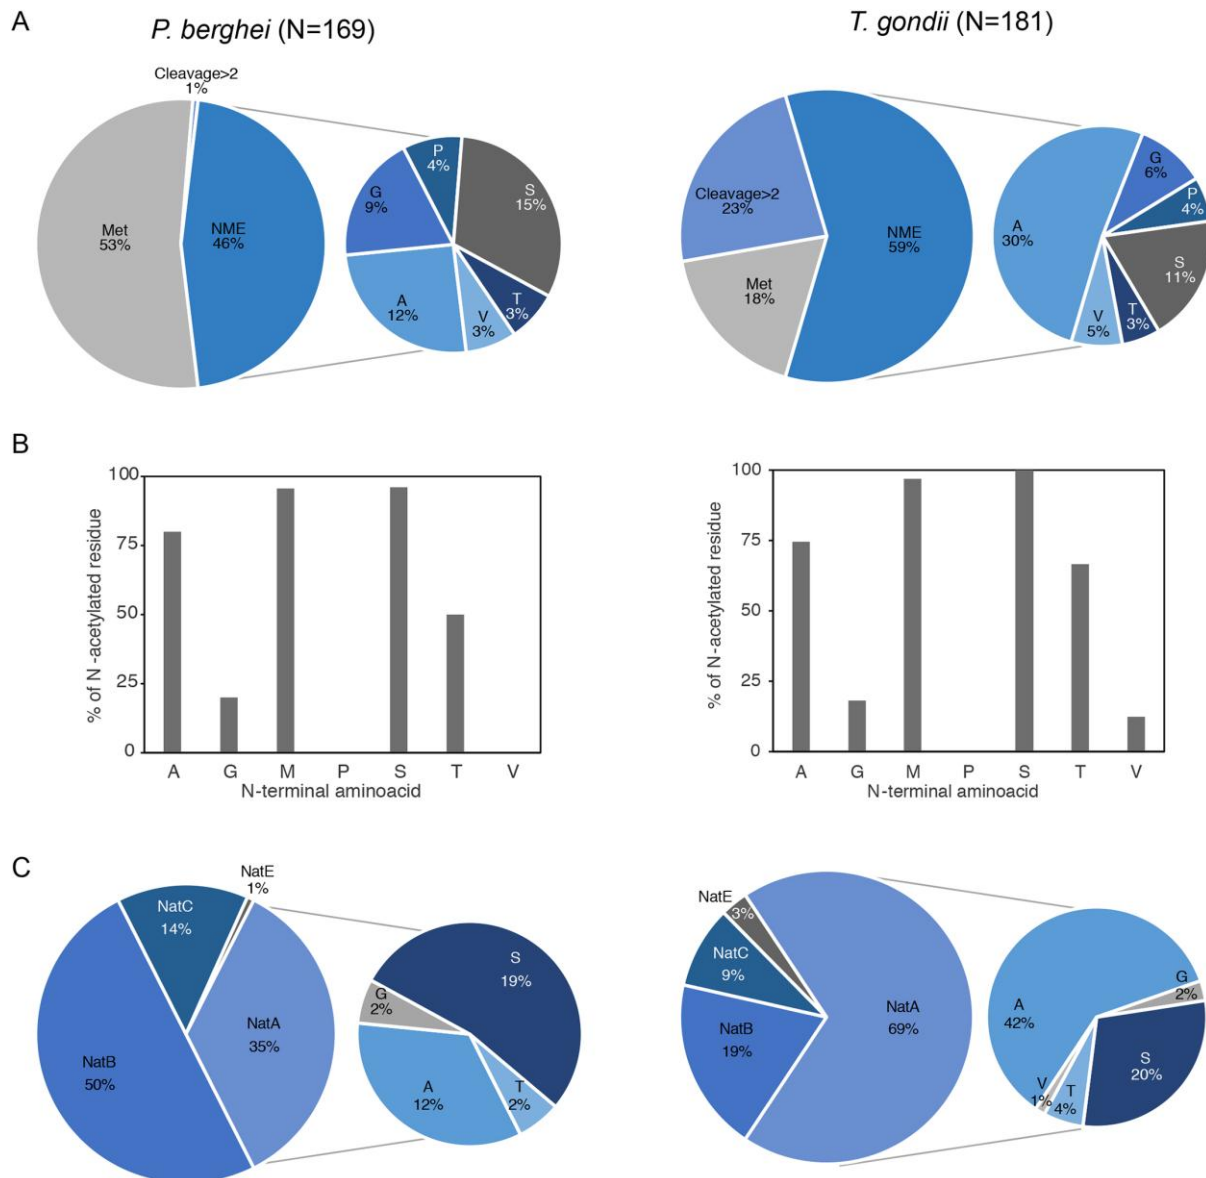 A
P. berghei (N=169)
T. gondii (N=181)
Cleavage>2
1%
Met
53%
NME
46%
P
4%
S
15%
G
9%
A
12%
V
3%
T
3%
Cleavage>2
23%
NME
59%
Met
18%
G
6%
P
4%
A
30%
S
11%
V
5%
T
3%
B
% of N -acetylated residue
100
75
50
25
0
A G M P S T V
N-terminal aminoacid
% of N-acetylated residue
100
75
50
25
0
A G M P S T V
N-terminal aminoacid
C
NatE
1%
NatC
14%
NatA
35%
NatB
50%
S
19%
G
2%
A
12%
T
2%
NatE
3%
NatC
9%
NatA
69%
NatB
19%
G
2%
A
42%
S
20%
V
1%
T
4%